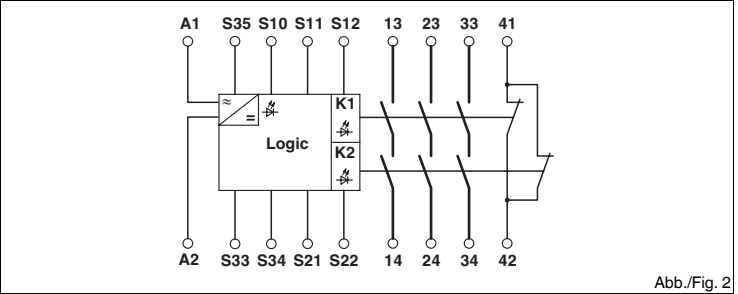 A1 S35 S10 S11 S12 13 23 33 41
≈ K1
=
Logic
K2
A2 S33 S34 S21 S22 14 24 34 42
Abb./Fig. 2